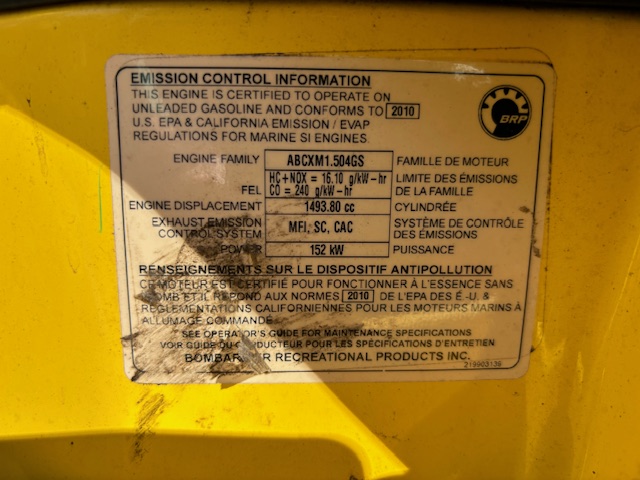 EMISSION CONTROL INFORMATION
THIS ENGINE IS CERTIFIED TO OPERATE ON
UNLEADED GASOLINE AND CONFORMS TO 2010
U.S. EPA & CALIFORNIA EMISSION / EVAP
REGULATIONS FOR MARINE SI ENGINES.
BRP
ENGINE FAMILY ABCXM1.504GS FAMILLE DE MOTEUR
HC+NOX = 16.10 g/kW-hr LIMITE DES ÉMISSIONS
FEL CO = 240 g/kW-hr DE LA FAMILLE
ENGINE DISPLACEMENT 1493.80 cc CYLINDRÉE
EXHAUST EMISSION CONTROL SYSTEM MFI, SC, CAC SYSTÈME DE CONTRÔLE DES ÉMISSIONS
POWER 152 kW PUISSANCE
RENSEIGNEMENTS SUR LE DISPOSITIF ANTIPOLLUTION
CE MOTEUR EST CERTIFIÉ POUR FONCTIONNER À L'ESSENCE SANS
OMB ET IL RÉPOND AUX NORMES 2010 DE L'EPA DES É.-U. &
RÉGLEMENTATIONS CALIFORNIENNES POUR LES MOTEURS MARINS À
ALLUMAGE COMMANDÉ.
SEE OPERATOR'S GUIDE FOR MAINTENANCE SPECIFICATIONS
VOIR GUIDE DU CONDUCTEUR POUR LES SPÉCIFICATIONS D'ENTRETIEN
BOMBARDIER RECREATIONAL PRODUCTS INC.